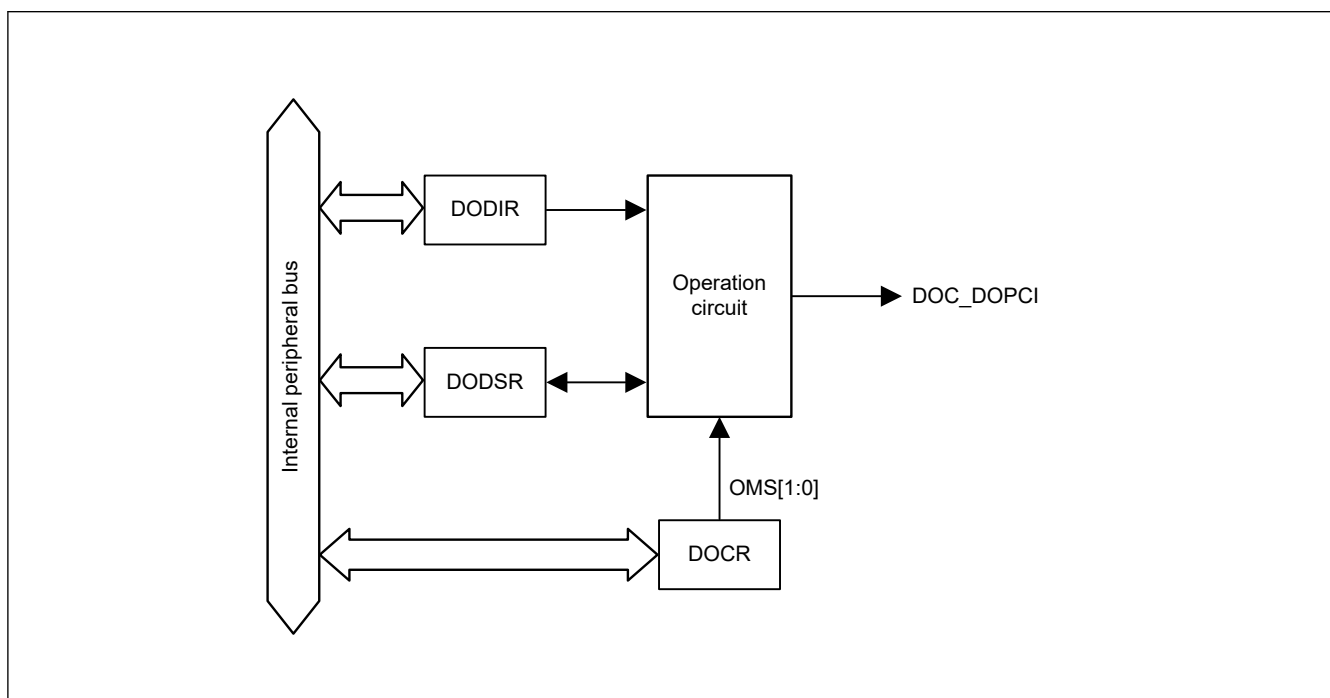 Internal peripheral bus
DODIR
Operation
circuit
DOC_DOPCI
DODSR
OMS[1:0]
DOCR